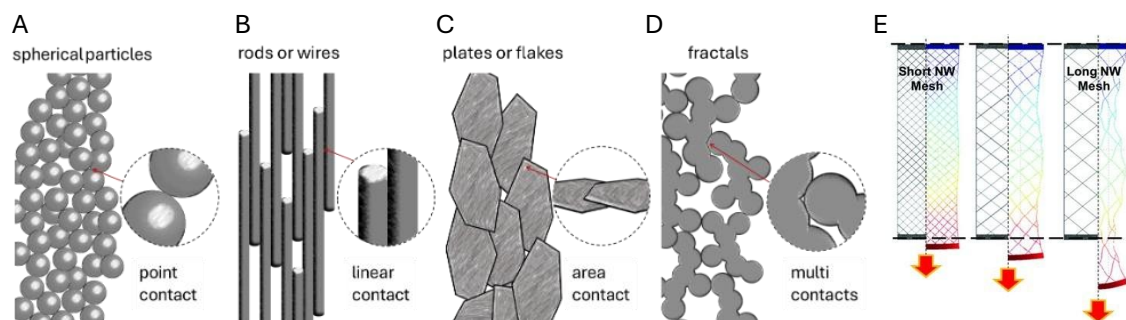 A
spherical particles
point
contact
B
rods or wires
linear
contact
C
plates or flakes
area
contact
D
fractals
multi
contacts
E
Short NW
Mesh
Long NW
Mesh